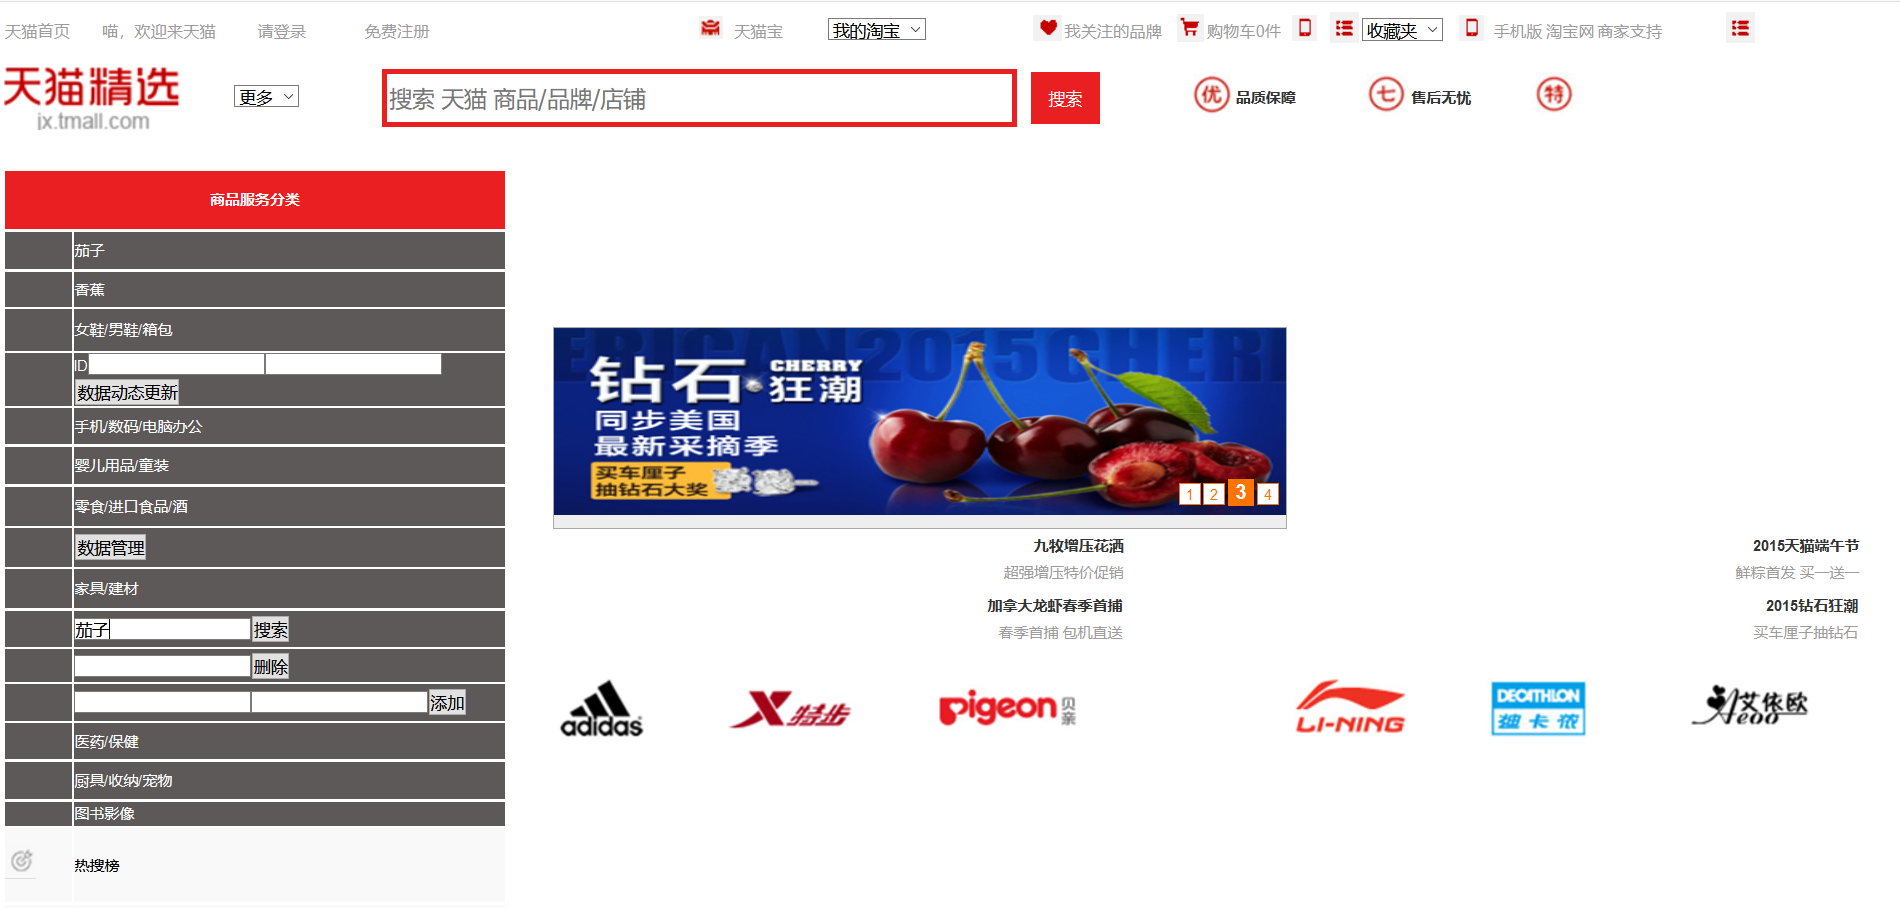 天猫首页 喵，欢迎来天猫 请登录 免费注册 天猫宝 我的淘宝 我关注的品牌 购物车0件 收藏夹 手机版 淘宝网 商家支持
天猫精选
jx.tmall.com
更多
搜索 天猫 商品/品牌/店铺
搜索
优 品质保障
七 售后无忧
特
商品服务分类
茄子
香蕉
女鞋/男鞋/箱包
ID
数据动态更新
手机/数码/电脑办公
婴儿用品/童装
零食/进口食品/酒
数据管理
家具/建材
茄子 搜索
删除
添加
医药/保健
厨具/收纳/宠物
图书影像
热搜榜
ERICAN2015CHERI
钻石·CHERRY狂潮
同步美国
最新采摘季
买车厘子
抽钻石大奖
1 2 3 4
九牧增压花洒
超强增压特价促销
2015天猫端午节
鲜粽首发 买一送一
加拿大龙虾春季首捕
春季首捕 包机直送
2015钻石狂潮
买车厘子抽钻石
adidas
X特步
pigeon 贝亲
LI-NING
DECATHLON
迪卡侬
艾依欧
Aeoo